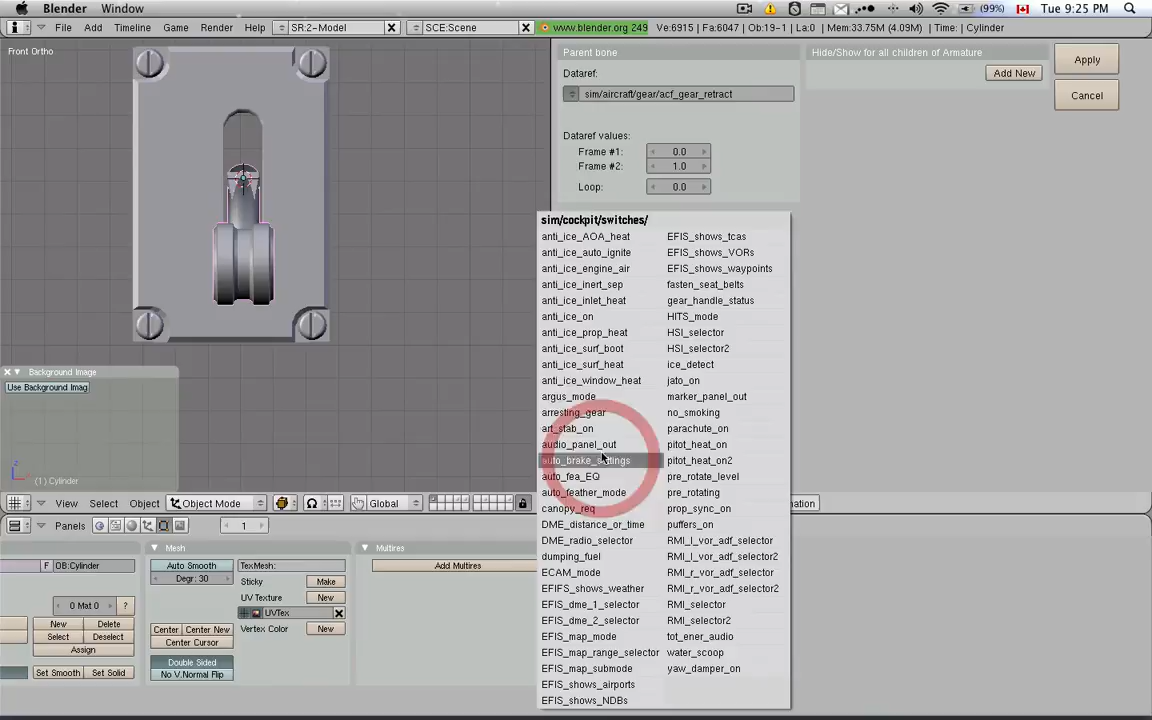 Blender Window (99%) Tue 9:25 PM
File Add Timeline Game Render Help SR:2-Model SCE:Scene www.blender.org 249 Ve:6915 | Fa:6047 | Ob:19-1 | La:0 | Mem:33.75M (4.09M) | Time: | Cylinder
Front Ortho
Parent bone
Dataref:
sim/aircraft/gear/acf_gear_retract
Dataref values:
Frame #1: 0.0
Frame #2: 1.0
Loop: 0.0
Hide/Show for all children of Armature
Add New
Apply
Cancel
sim/cockpit/switches/
anti_ice_AOA_heat
anti_ice_auto_ignite
anti_ice_engine_air
anti_ice_inert_sep
anti_ice_inlet_heat
anti_ice_on
anti_ice_prop_heat
anti_ice_surf_boot
anti_ice_surf_heat
anti_ice_window_heat
argus_mode
arresting_gear
art_stab_on
audio_panel_out
auto_brake_settings
auto_fea_EQ
auto_feather_mode
canopy_req
DME_distance_or_time
DME_radio_selector
dumping_fuel
ECAM_mode
EFIFS_shows_weather
EFIS_dme_1_selector
EFIS_dme_2_selector
EFIS_map_mode
EFIS_map_range_selector
EFIS_map_submode
EFIS_shows_airports
EFIS_shows_NDBs
EFIS_shows_tcas
EFIS_shows_VORs
EFIS_shows_waypoints
fasten_seat_belts
gear_handle_status
HITS_mode
HSI_selector
HSI_selector2
ice_detect
jato_on
marker_panel_out
no_smoking
parachute_on
pitot_heat_on
pitot_heat_on2
pre_rotate_level
pre_rotating
prop_sync_on
puffers_on
RMI_l_vor_adf_selector
RMI_l_vor_adf_selector2
RMI_r_vor_adf_selector
RMI_r_vor_adf_selector2
RMI_selector
RMI_selector2
tot_ener_audio
water_scoop
yaw_damper_on
Background Image
Use Background Imag
z
x
(1) Cylinder
View Select Object Object Mode Global
Panels 1
F OB:Cylinder
0 Mat 0 ?
New Delete
Select Deselect
Assign
Set Smooth Set Solid
Mesh
Auto Smooth
Degr: 30
Center Center New
Center Cursor
Double Sided
No V.Normal Flip
TexMesh:
Sticky Make
UV Texture New
UVTex
Vertex Color New
Multires
Add Multires